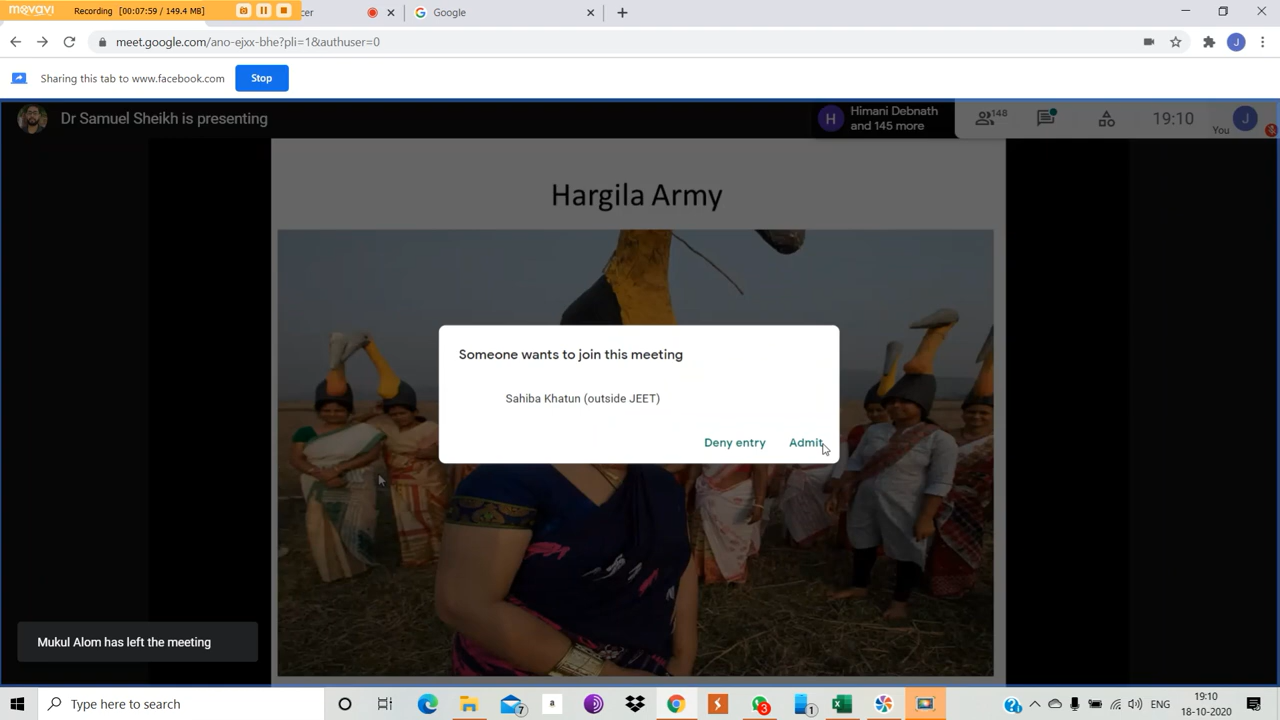 movavi
Recording (00:07:59 / 149.4 MB)
cer
Google
meet.google.com/ano-ejxx-bhe?pli=1&authuser=0
J
Sharing this tab to www.facebook.com
Stop
Dr Samuel Sheikh is presenting
H
Himani Debnath
and 145 more
148
19:10
You
J
Hargila Army
Someone wants to join this meeting
Sahiba Khatun (outside JEET)
Deny entry
Admit
Mukul Alom has left the meeting
Type here to search
7
a
3
1
ENG
19:10
18-10-2020